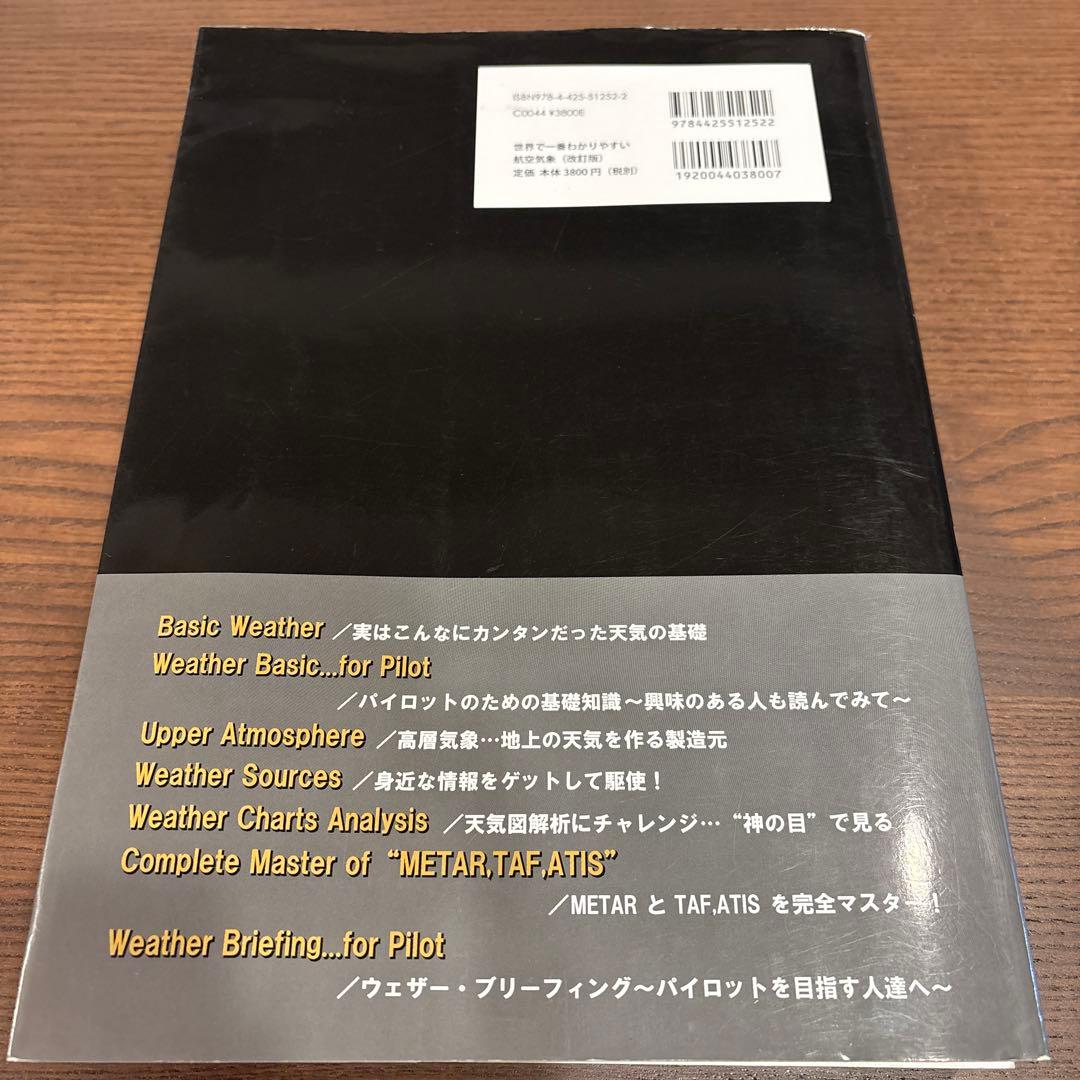 ISBN978-4-425-51252-2
C0044 ¥3800E
9784425512522
世界で一番わかりやすい
航空気象（改訂版）
定価 本体3800円（税別）
1920044038007
Basic Weather ／実はこんなにカンタンだった天気の基礎
Weather Basic...for Pilot
／パイロットのための基礎知識～興味のある人も読んでみて～
Upper Atmosphere ／高層気象…地上の天気を作る製造元
Weather Sources ／身近な情報をゲットして駆使！
Weather Charts Analysis ／天気図解析にチャレンジ…“神の目”で見る
Complete Master of “METAR,TAF,ATIS”
／METAR と TAF,ATIS を完全マスター！
Weather Briefing...for Pilot
／ウェザー・ブリーフィング～パイロットを目指す人達へ～